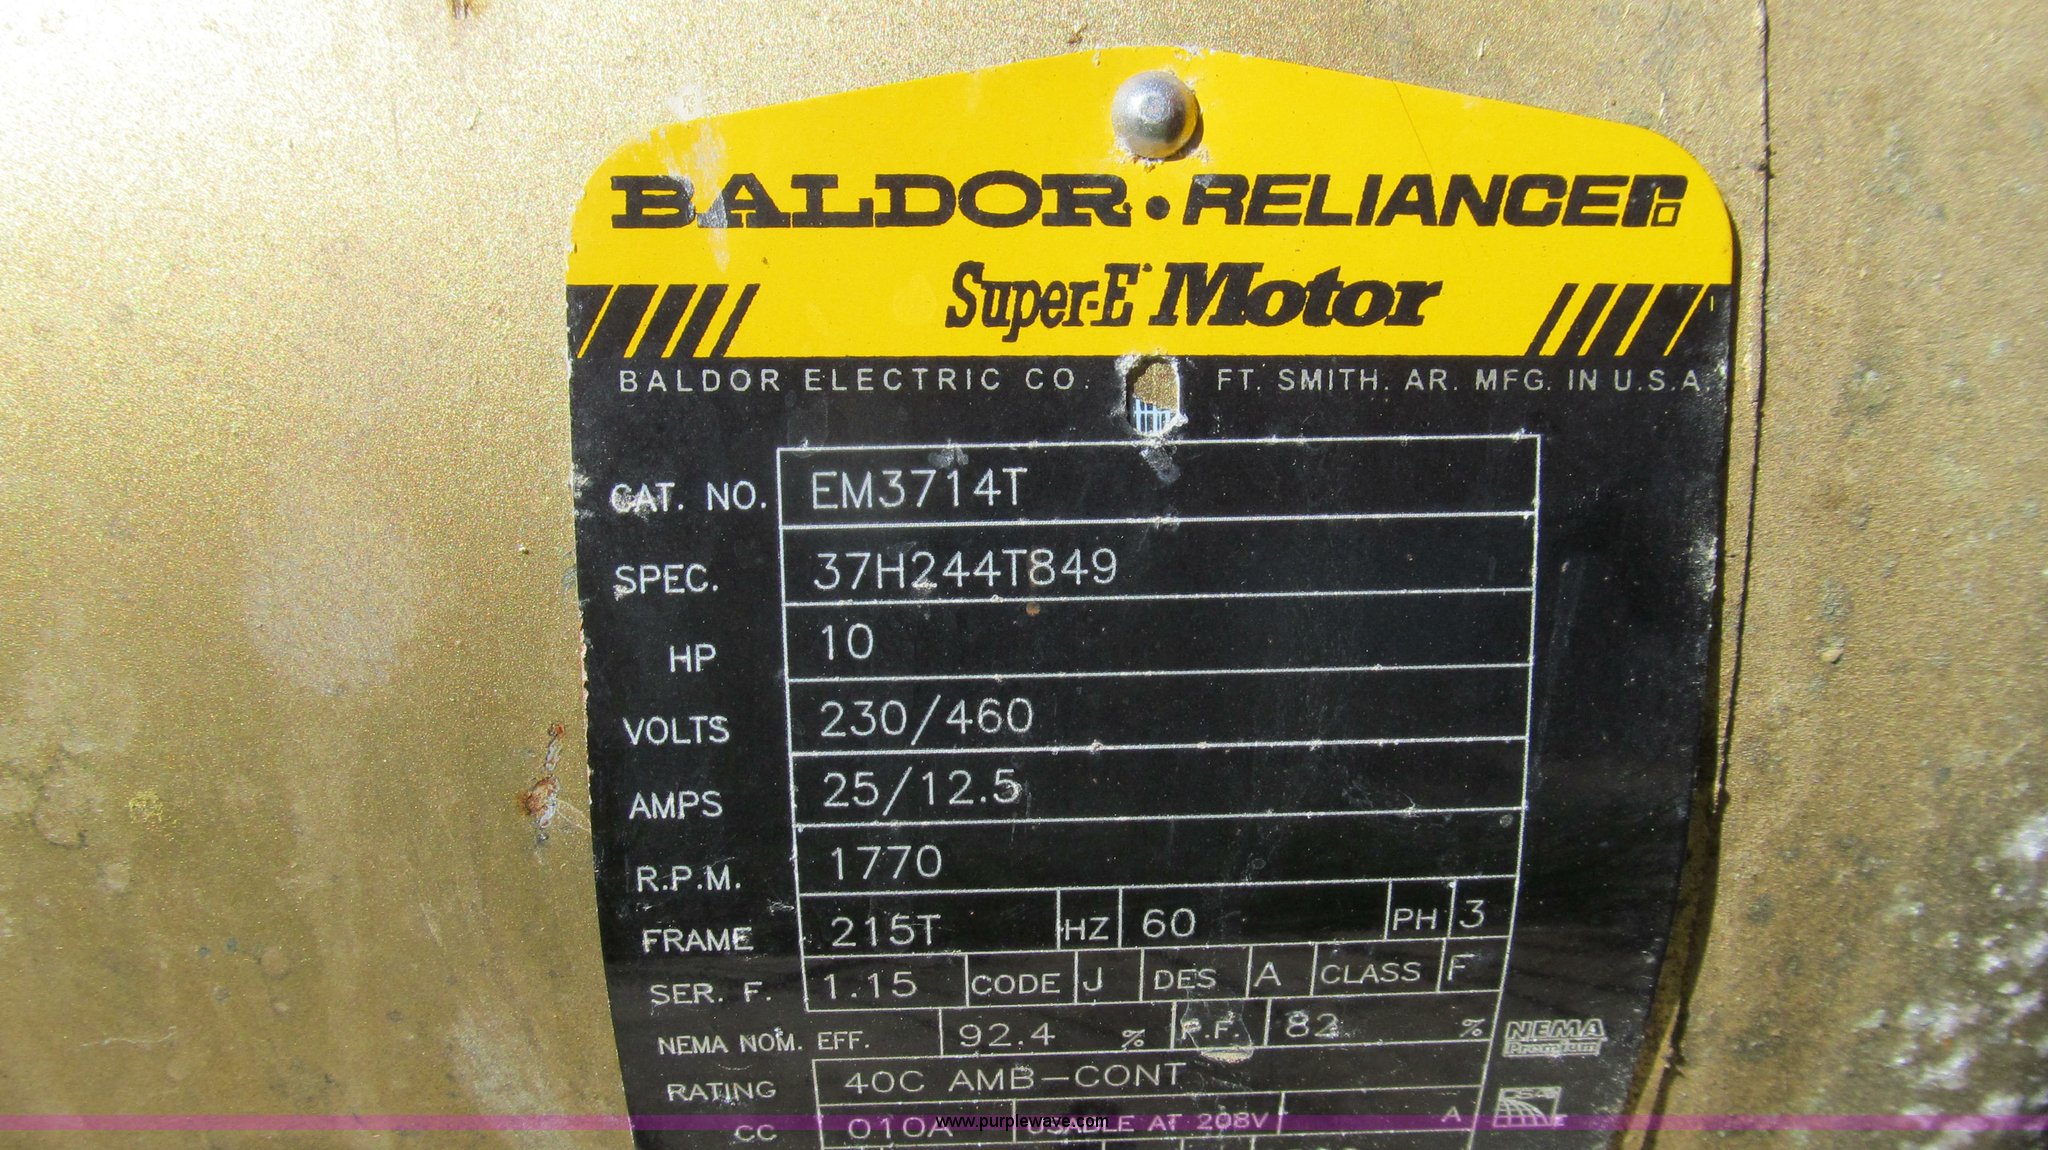 BALDOR • RELIANCE
Super-E Motor
BALDOR ELECTRIC CO. FT. SMITH. AR. MFG. IN U.S.A.
CAT. NO. EM3714T
SPEC. 37H244T849
HP 10
VOLTS 230/460
AMPS 25/12.5
R.P.M. 1770
FRAME 215T HZ 60 PH 3
SER. F. 1.15 CODE J DES A CLASS F
NEMA NOM. EFF. 92.4 % P.F. 82 %
NEMA
Premium
RATING 40C AMB-CONT
CC 010A USABLE AT 208V A
www.purplewave.com